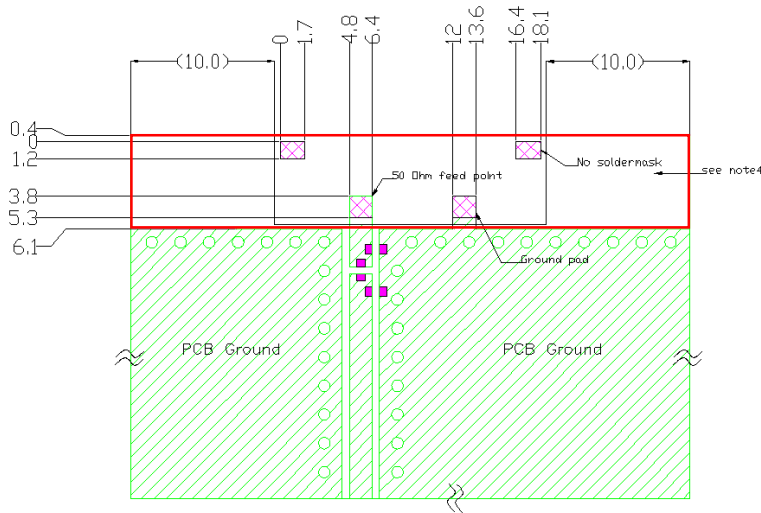 0
1.7
4.8
6.4
12
13.6
16.4
18.1
(10.0)
(10.0)
0.4
0
1.2
3.8
5.3
6.1
50 Ohm feed point
No soldermask
see note4
Ground pad
PCB Ground
PCB Ground